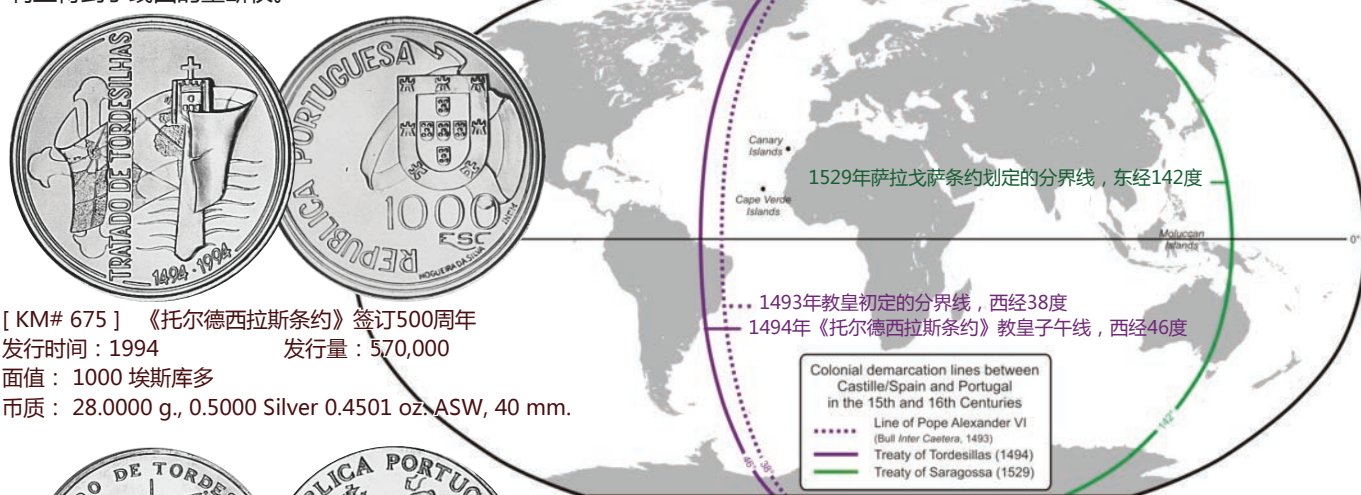 TRATADO DE TORDESILHAS
1494 · 1994
REPUBLICA PORTUGUESA
1000
ESC
NOGUEIRA DA SILVA
[ KM# 675 ] 《托尔德西拉斯条约》签订500周年
发行时间：1994 发行量：570,000
面值： 1000 埃斯库多
币质： 28.0000 g., 0.5000 Silver 0.4501 oz. ASW, 40 mm.
DE TORDE
LICA PORTUG
Canary
Islands
Cape Verde
Islands
1529年萨拉戈萨条约划定的分界线，东经142度
Moluccan
Islands
0°
1493年教皇初定的分界线，西经38度
1494年《托尔德西拉斯条约》教皇子午线，西经46度
Colonial demarcation lines between
Castille/Spain and Portugal
in the 15th and 16th Centuries
Line of Pope Alexander VI
(Bull Inter Caetera, 1493)
Treaty of Tordesillas (1494)
Treaty of Saragossa (1529)
46°
38°
142°